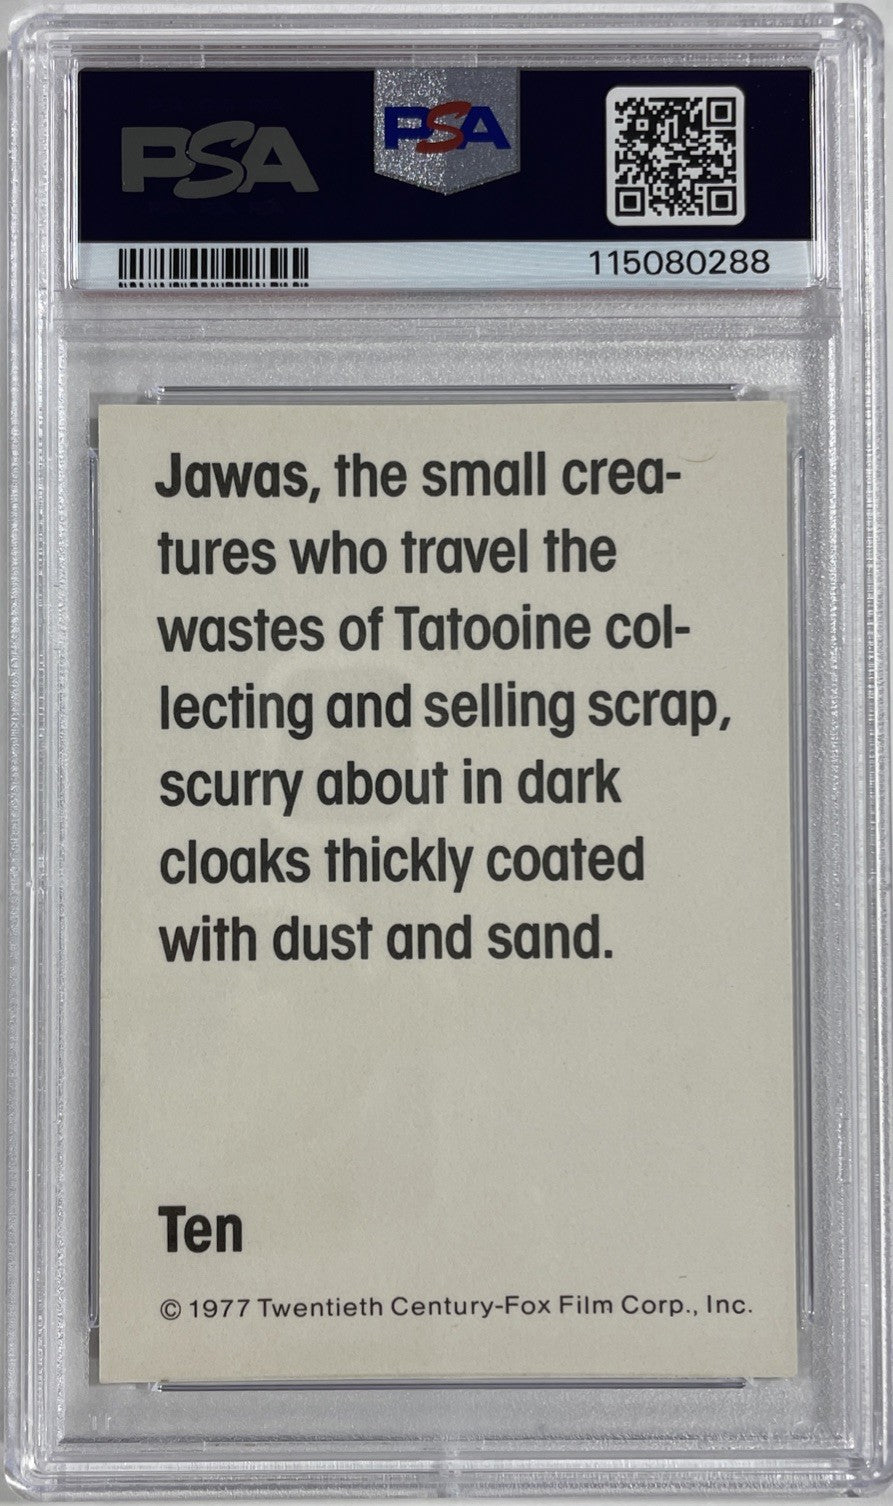 PSA
PSA
115080288
Jawas, the small crea-
tures who travel the
wastes of Tatooine col-
lecting and selling scrap,
scurry about in dark
cloaks thickly coated
with dust and sand.
Ten
© 1977 Twentieth Century-Fox Film Corp., Inc.